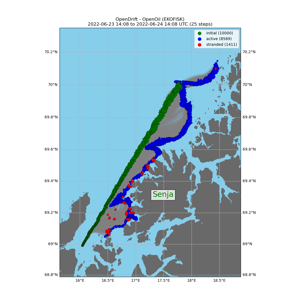 OpenDrift - OpenOil (EKOFISK)
2022-06-23 14:08 to 2022-06-24 14:08 UTC (25 steps)
initial (10000)
active (8589)
stranded (1411)
70.2°N
70.2°N
70°N
70°N
69.8°N
69.8°N
69.6°N
69.6°N
69.4°N
69.4°N
Senja
69.2°N
69.2°N
69°N
69°N
68.8°N
68.8°N
16°E
16.5°E
17°E
17.5°E
18°E
18.5°E